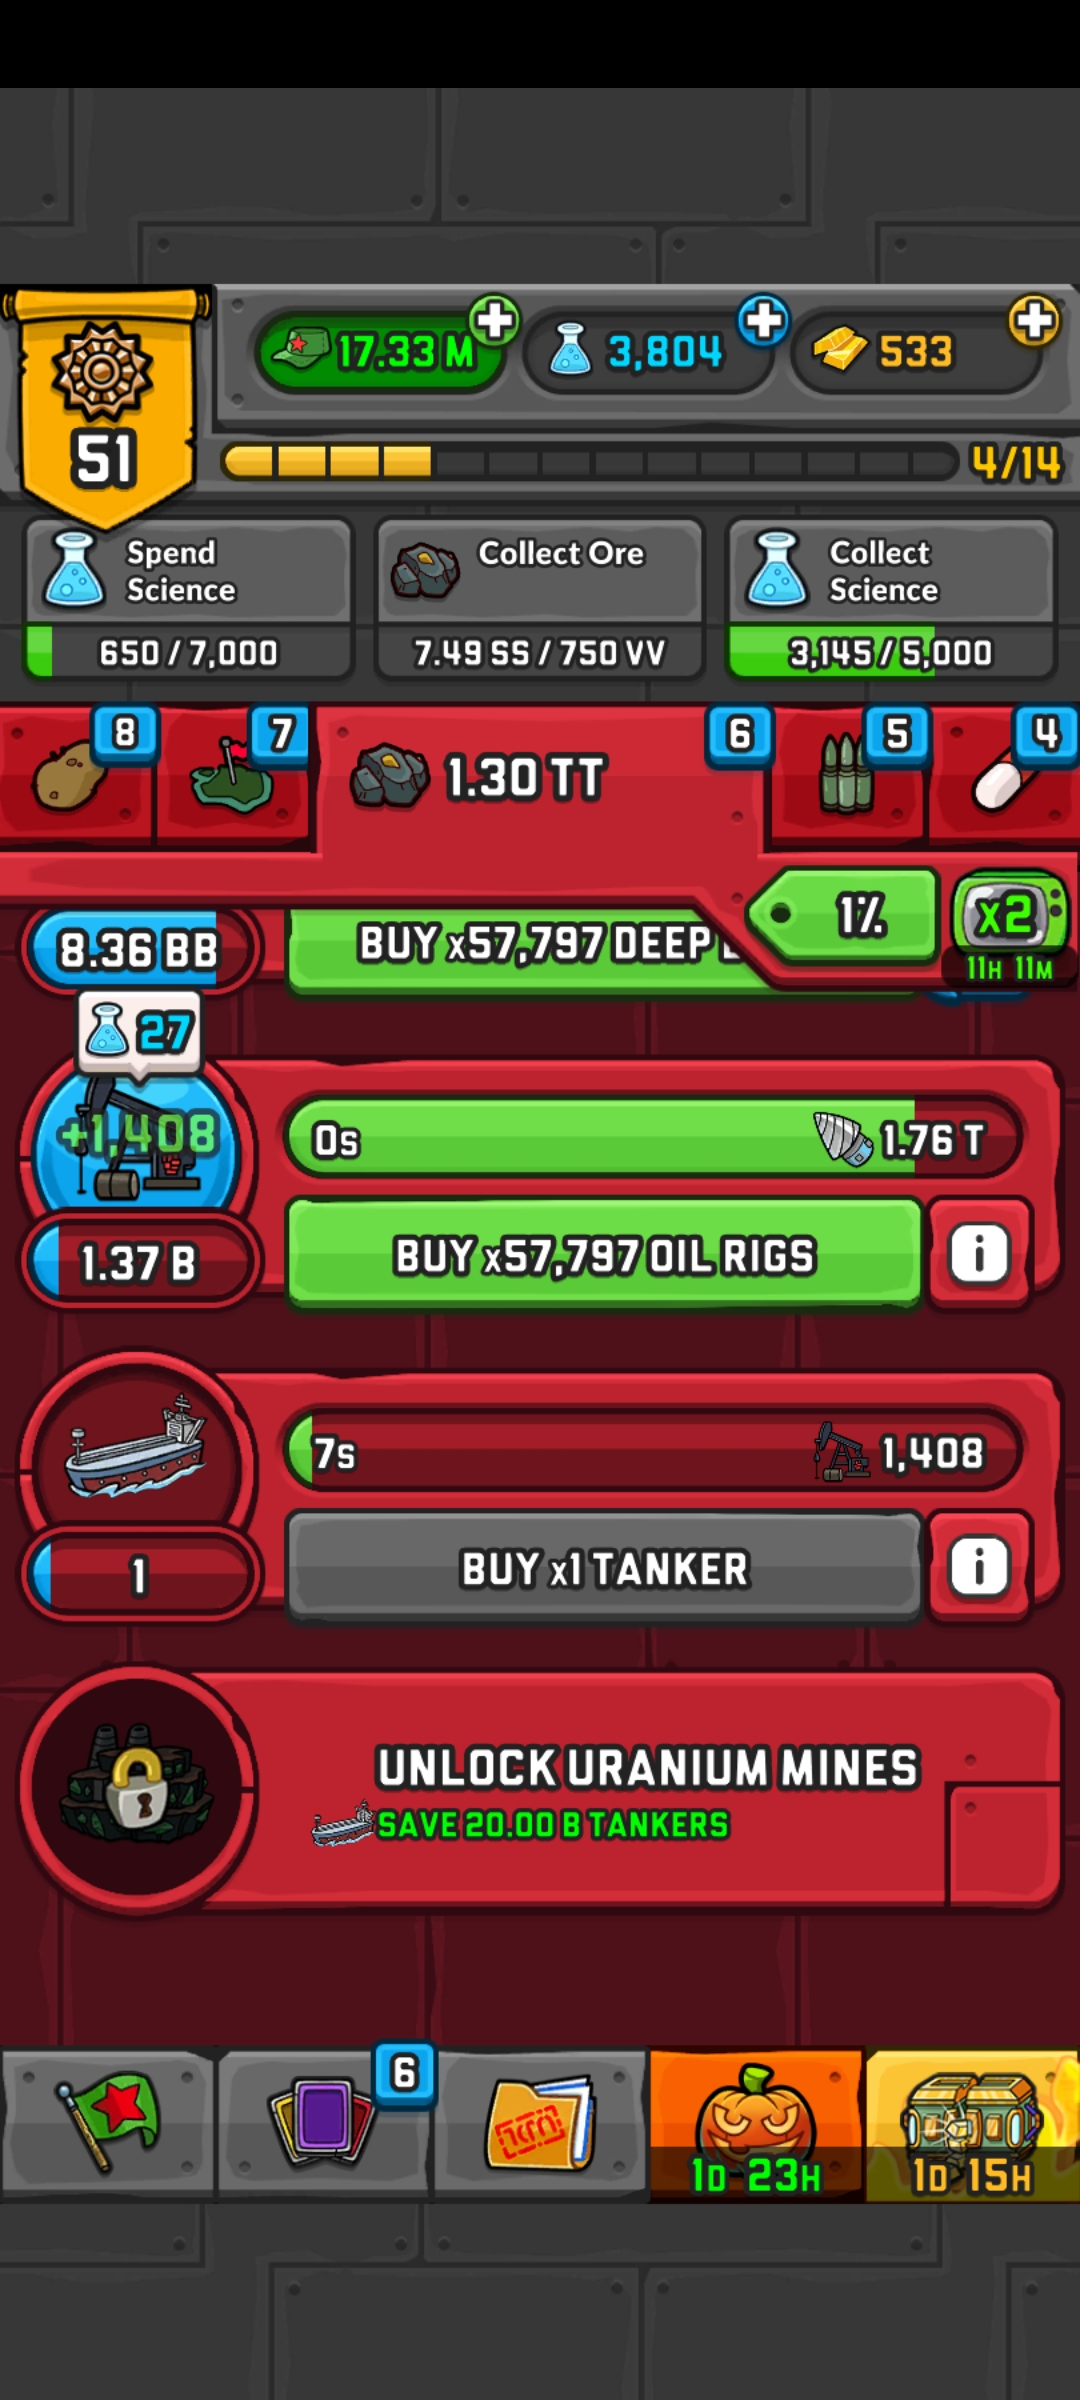 17.33 M
3,804
533
51
4/14
Spend
Science
650 / 7,000
Collect Ore
7.49 SS / 750 VV
Collect
Science
3,145 / 5,000
8
7
1.30 TT
6
5
4
1%
x2
11H 11M
8.36 BB
BUY x57,797 DEEP
27
+1,408
0s
1.76 T
1.37 B
BUY x57,797 OIL RIGS
i
7s
1,408
1
BUY x1 TANKER
i
UNLOCK URANIUM MINES
SAVE 20.00 B TANKERS
6
1D 23H
1D 15H